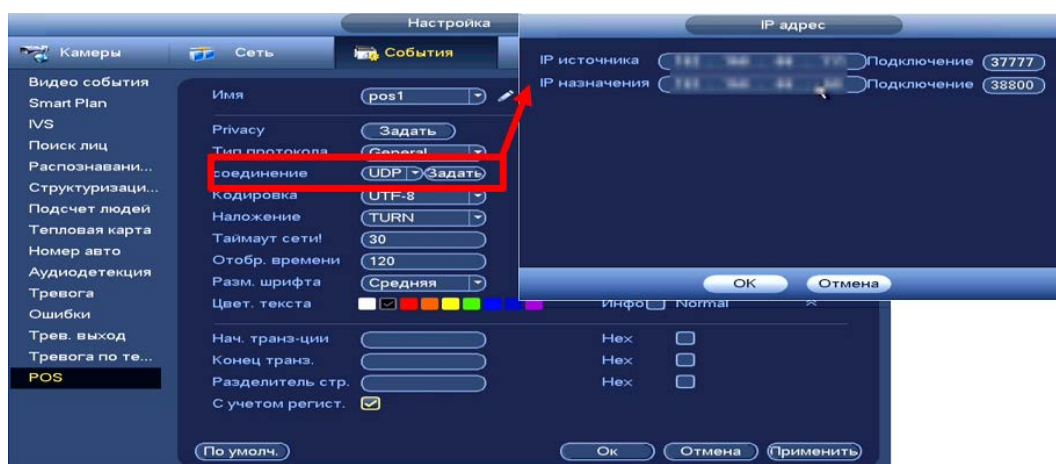 Настройка
Камеры
Сеть
События
Видео события
Smart Plan
IVS
Поиск лиц
Распознавани...
Структуризаци...
Подсчет людей
Тепловая карта
Номер авто
Аудиодетекция
Тревога
Ошибки
Трев. выход
Тревога по те...
POS
Имя pos1
Privacy Задать
Тип протокола General
соединение UDP Задать
Кодировка UTF-8
Наложение TURN
Таймаут сети! 30
Отобр. времени 120
Разм. шрифта Средняя
Цвет. текста Инфо Normal
Нач. транз-ции Hex
Конец транз. Hex
Разделитель стр. Hex
С учетом регист.
По умолч. Ок Отмена Применить
IP адрес
IP источника Подключение 37777
IP назначения Подключение 38800
OK Отмена